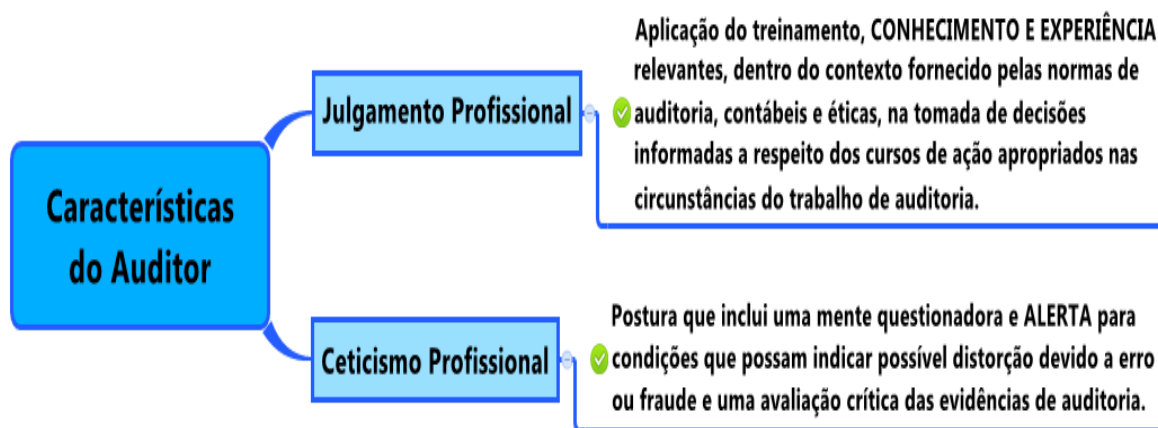 Características
do Auditor
Julgamento Profissional
Aplicação do treinamento, CONHECIMENTO E EXPERIÊNCIA
relevantes, dentro do contexto fornecido pelas normas de
auditoria, contábeis e éticas, na tomada de decisões
informadas a respeito dos cursos de ação apropriados nas
circunstâncias do trabalho de auditoria.
Ceticismo Profissional
Postura que inclui uma mente questionadora e ALERTA para
condições que possam indicar possível distorção devido a erro
ou fraude e uma avaliação crítica das evidências de auditoria.